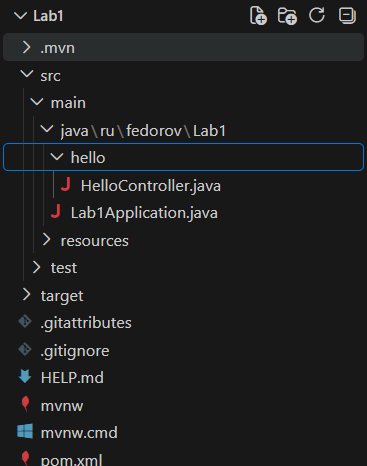 Lab1
.mvn
src
main
java\ru\fedorov\Lab1
hello
HelloController.java
Lab1Application.java
resources
test
target
.gitattributes
.gitignore
HELP.md
mvnw
mvnw.cmd
pom.xml